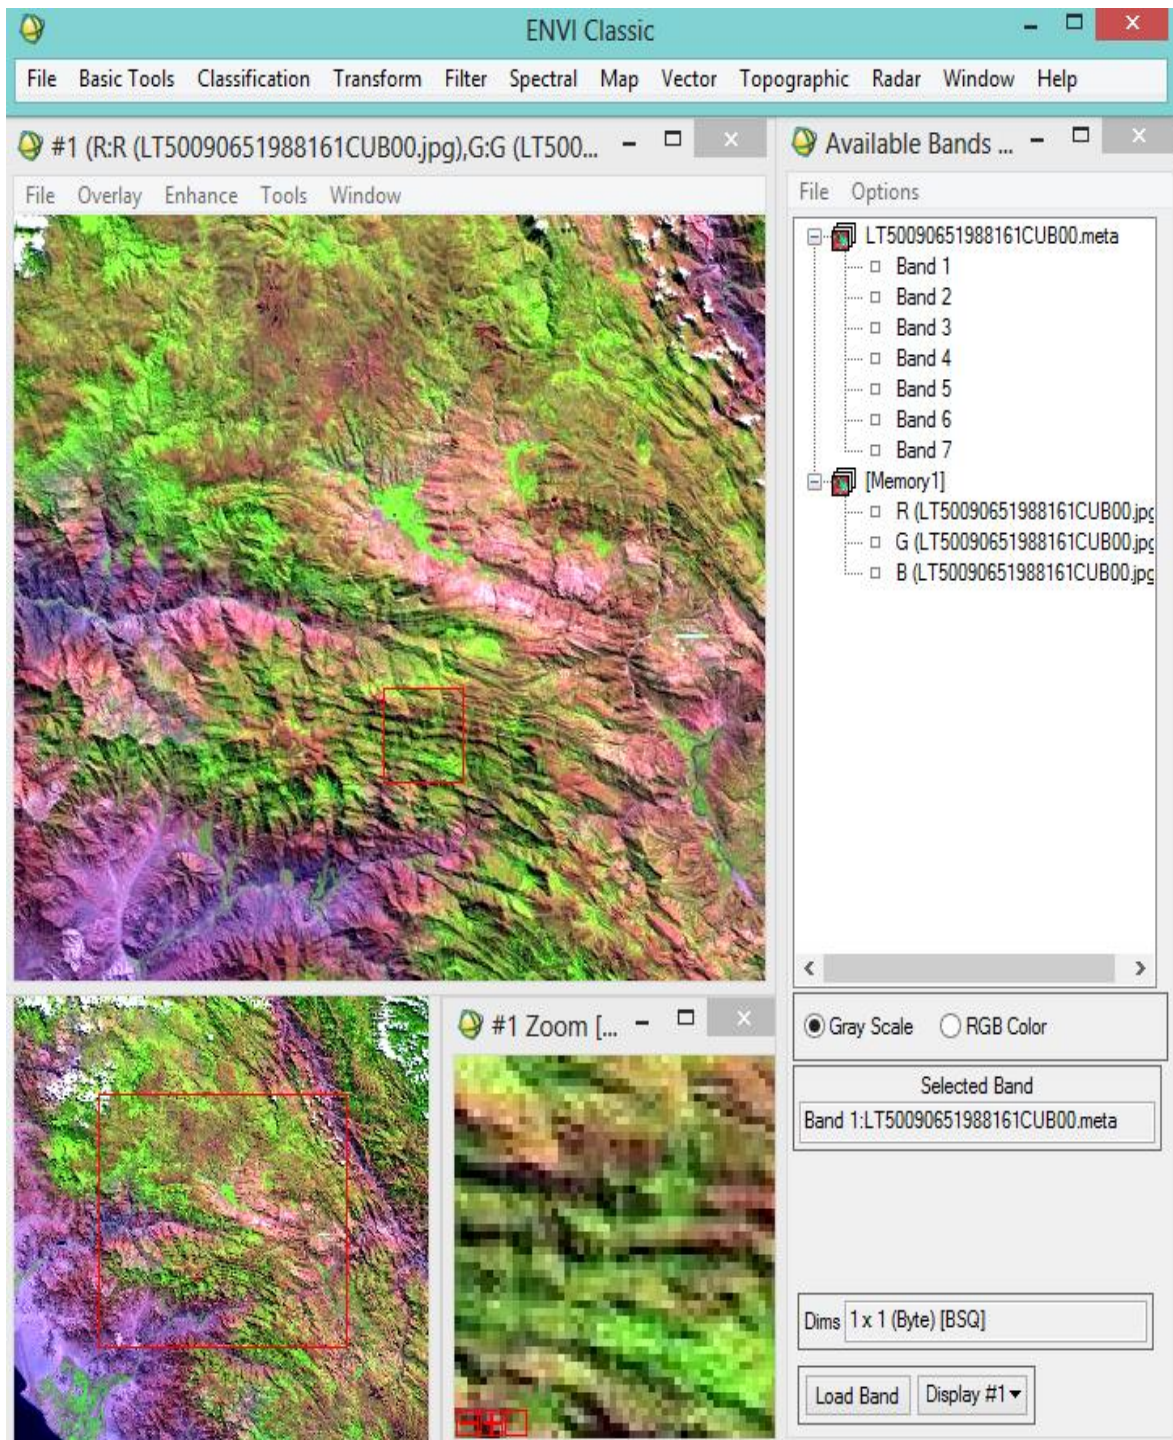 ENVI Classic
File Basic Tools Classification Transform Filter Spectral Map Vector Topographic Radar Window Help
#1 (R:R (LT50090651988161CUB00.jpg),G:G (LT500...
File Overlay Enhance Tools Window
Available Bands ...
File Options
LT50090651988161CUB00.meta
Band 1
Band 2
Band 3
Band 4
Band 5
Band 6
Band 7
[Memory1]
R (LT50090651988161CUB00.jpg
G (LT50090651988161CUB00.jpg
B (LT50090651988161CUB00.jpg
Gray Scale RGB Color
Selected Band
Band 1:LT50090651988161CUB00.meta
Dims 1 x 1 (Byte) [BSQ]
Load Band Display #1
#1 Zoom [...